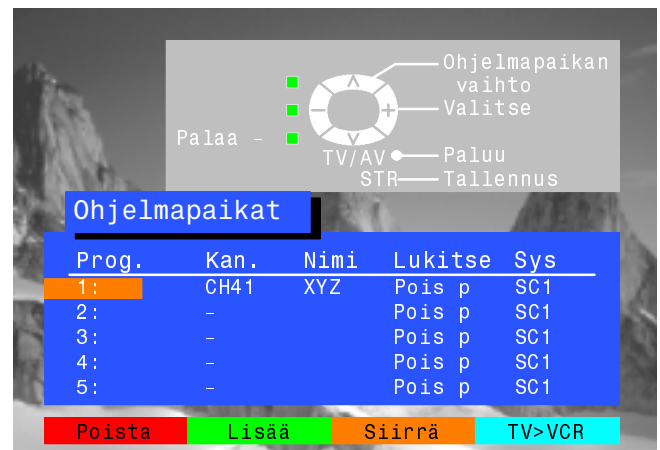 Ohjelmapaikan
vaihto
Valitse
Palaa –
TV/AV Paluu
STR Tallennus
Ohjelmapaikat
Prog. Kan. Nimi Lukitse Sys
1: CH41 XYZ Pois p SC1
2: – Pois p SC1
3: – Pois p SC1
4: – Pois p SC1
5: – Pois p SC1
Poista Lisää Siirrä TV>VCR